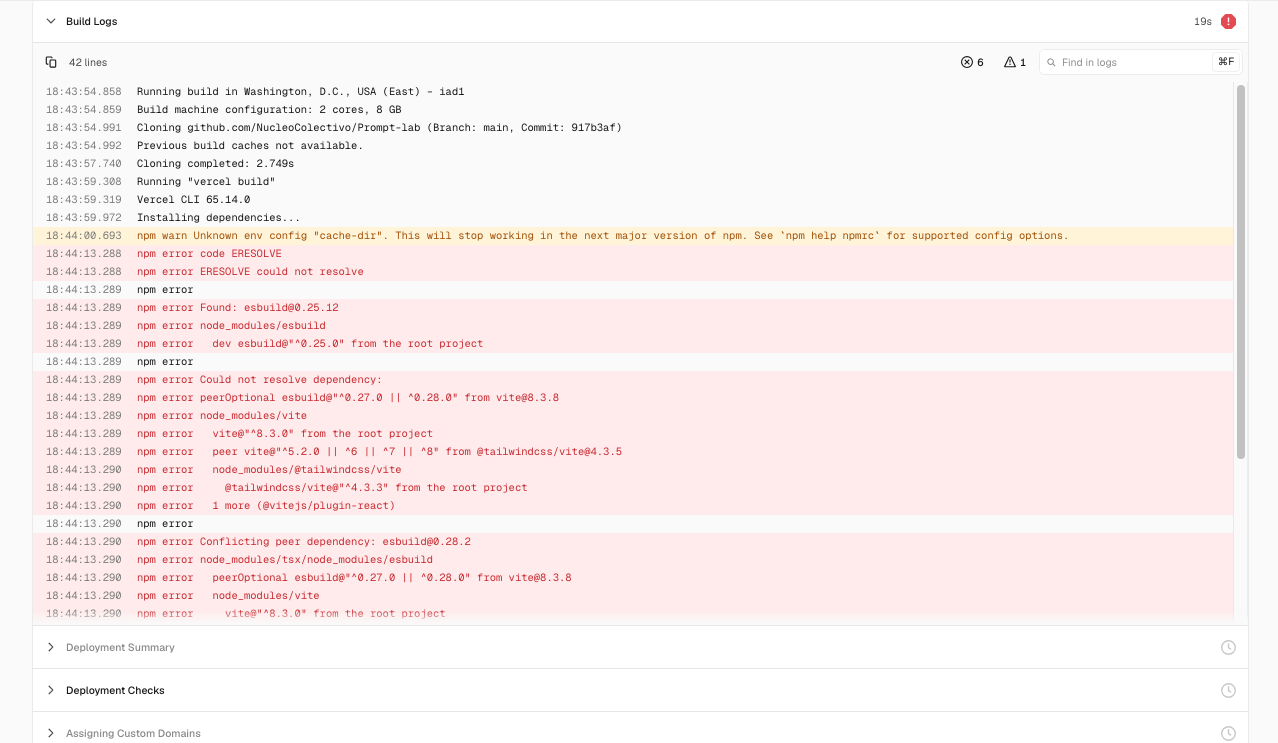 Build Logs
19s
42 lines
6
1
Find in logs
⌘F
18:43:54.858 Running build in Washington, D.C., USA (East) – iad1
18:43:54.859 Build machine configuration: 2 cores, 8 GB
18:43:54.991 Cloning github.com/NucleoColectivo/Prompt-lab (Branch: main, Commit: 917b3af)
18:43:54.992 Previous build caches not available.
18:43:57.740 Cloning completed: 2.749s
18:43:59.308 Running "vercel build"
18:43:59.319 Vercel CLI 65.14.0
18:43:59.972 Installing dependencies...
18:44:00.693 npm warn Unknown env config "cache-dir". This will stop working in the next major version of npm. See `npm help npmrc` for supported config options.
18:44:13.288 npm error code ERESOLVE
18:44:13.288 npm error ERESOLVE could not resolve
18:44:13.289 npm error
18:44:13.289 npm error Found: esbuild@0.25.12
18:44:13.289 npm error node_modules/esbuild
18:44:13.289 npm error   dev esbuild@"^0.25.0" from the root project
18:44:13.289 npm error
18:44:13.289 npm error Could not resolve dependency:
18:44:13.289 npm error peerOptional esbuild@"^0.27.0 || ^0.28.0" from vite@8.3.8
18:44:13.289 npm error node_modules/vite
18:44:13.289 npm error   vite@"^8.3.0" from the root project
18:44:13.289 npm error   peer vite@"^5.2.0 || ^6 || ^7 || ^8" from @tailwindcss/vite@4.3.5
18:44:13.290 npm error   node_modules/@tailwindcss/vite
18:44:13.290 npm error     @tailwindcss/vite@"^4.3.3" from the root project
18:44:13.290 npm error   1 more (@vitejs/plugin-react)
18:44:13.290 npm error
18:44:13.290 npm error Conflicting peer dependency: esbuild@0.28.2
18:44:13.290 npm error node_modules/tsx/node_modules/esbuild
18:44:13.290 npm error   peerOptional esbuild@"^0.27.0 || ^0.28.0" from vite@8.3.8
18:44:13.290 npm error   node_modules/vite
18:44:13.290 npm error     vite@"^8.3.0" from the root project
Deployment Summary
Deployment Checks
Assigning Custom Domains